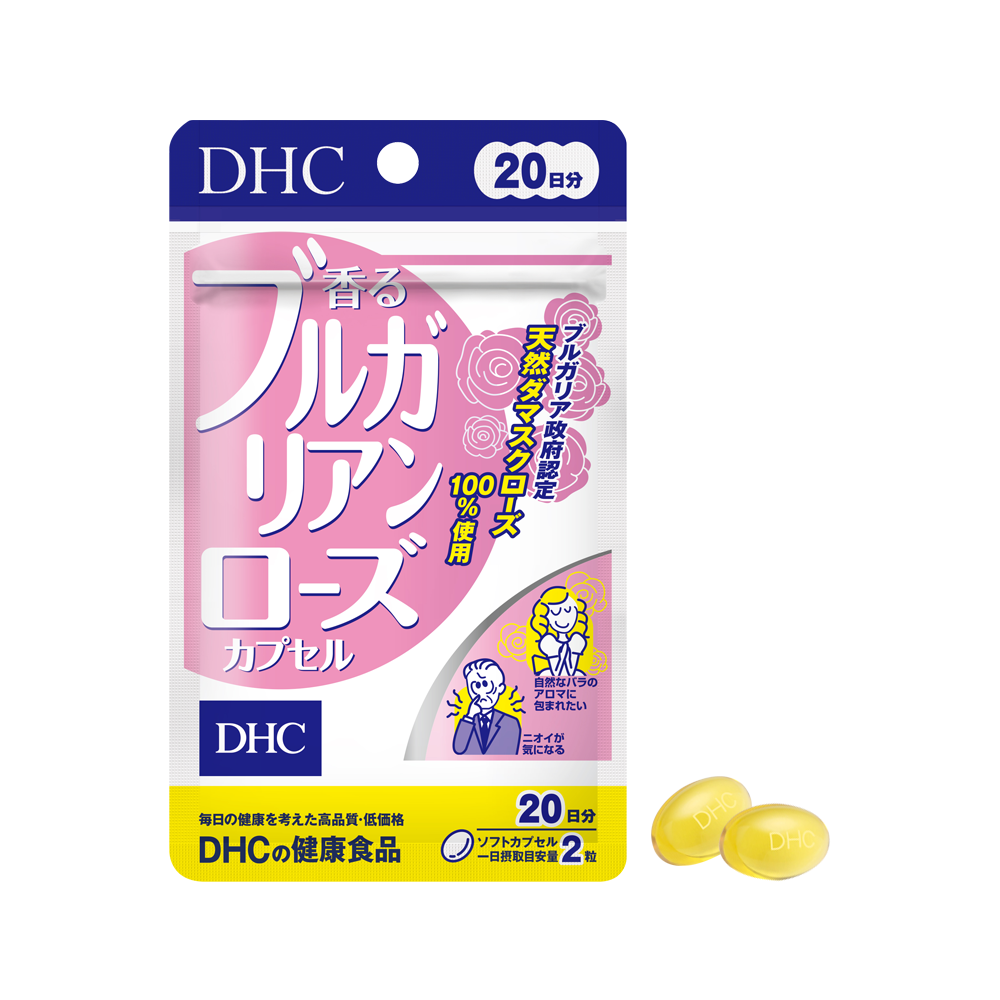 DHC
20日分
香る
ブルガ
リアン
ローズ
カプセル
ブルガリア政府認定
天然ダマスクローズ
100%使用
自然なバラの
アロマに
包まれたい
ニオイが
気になる
DHC
毎日の健康を考えた高品質・低価格
DHCの健康食品
20日分
ソフトカプセル
一日摂取目安量2粒
DHC
DHC